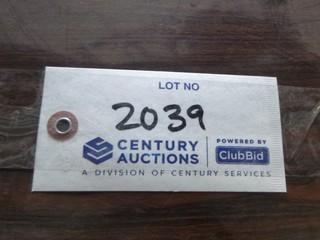 LOT NO
2039
CENTURY AUCTIONS
POWERED BY
ClubBid
A DIVISION OF CENTURY SERVICES